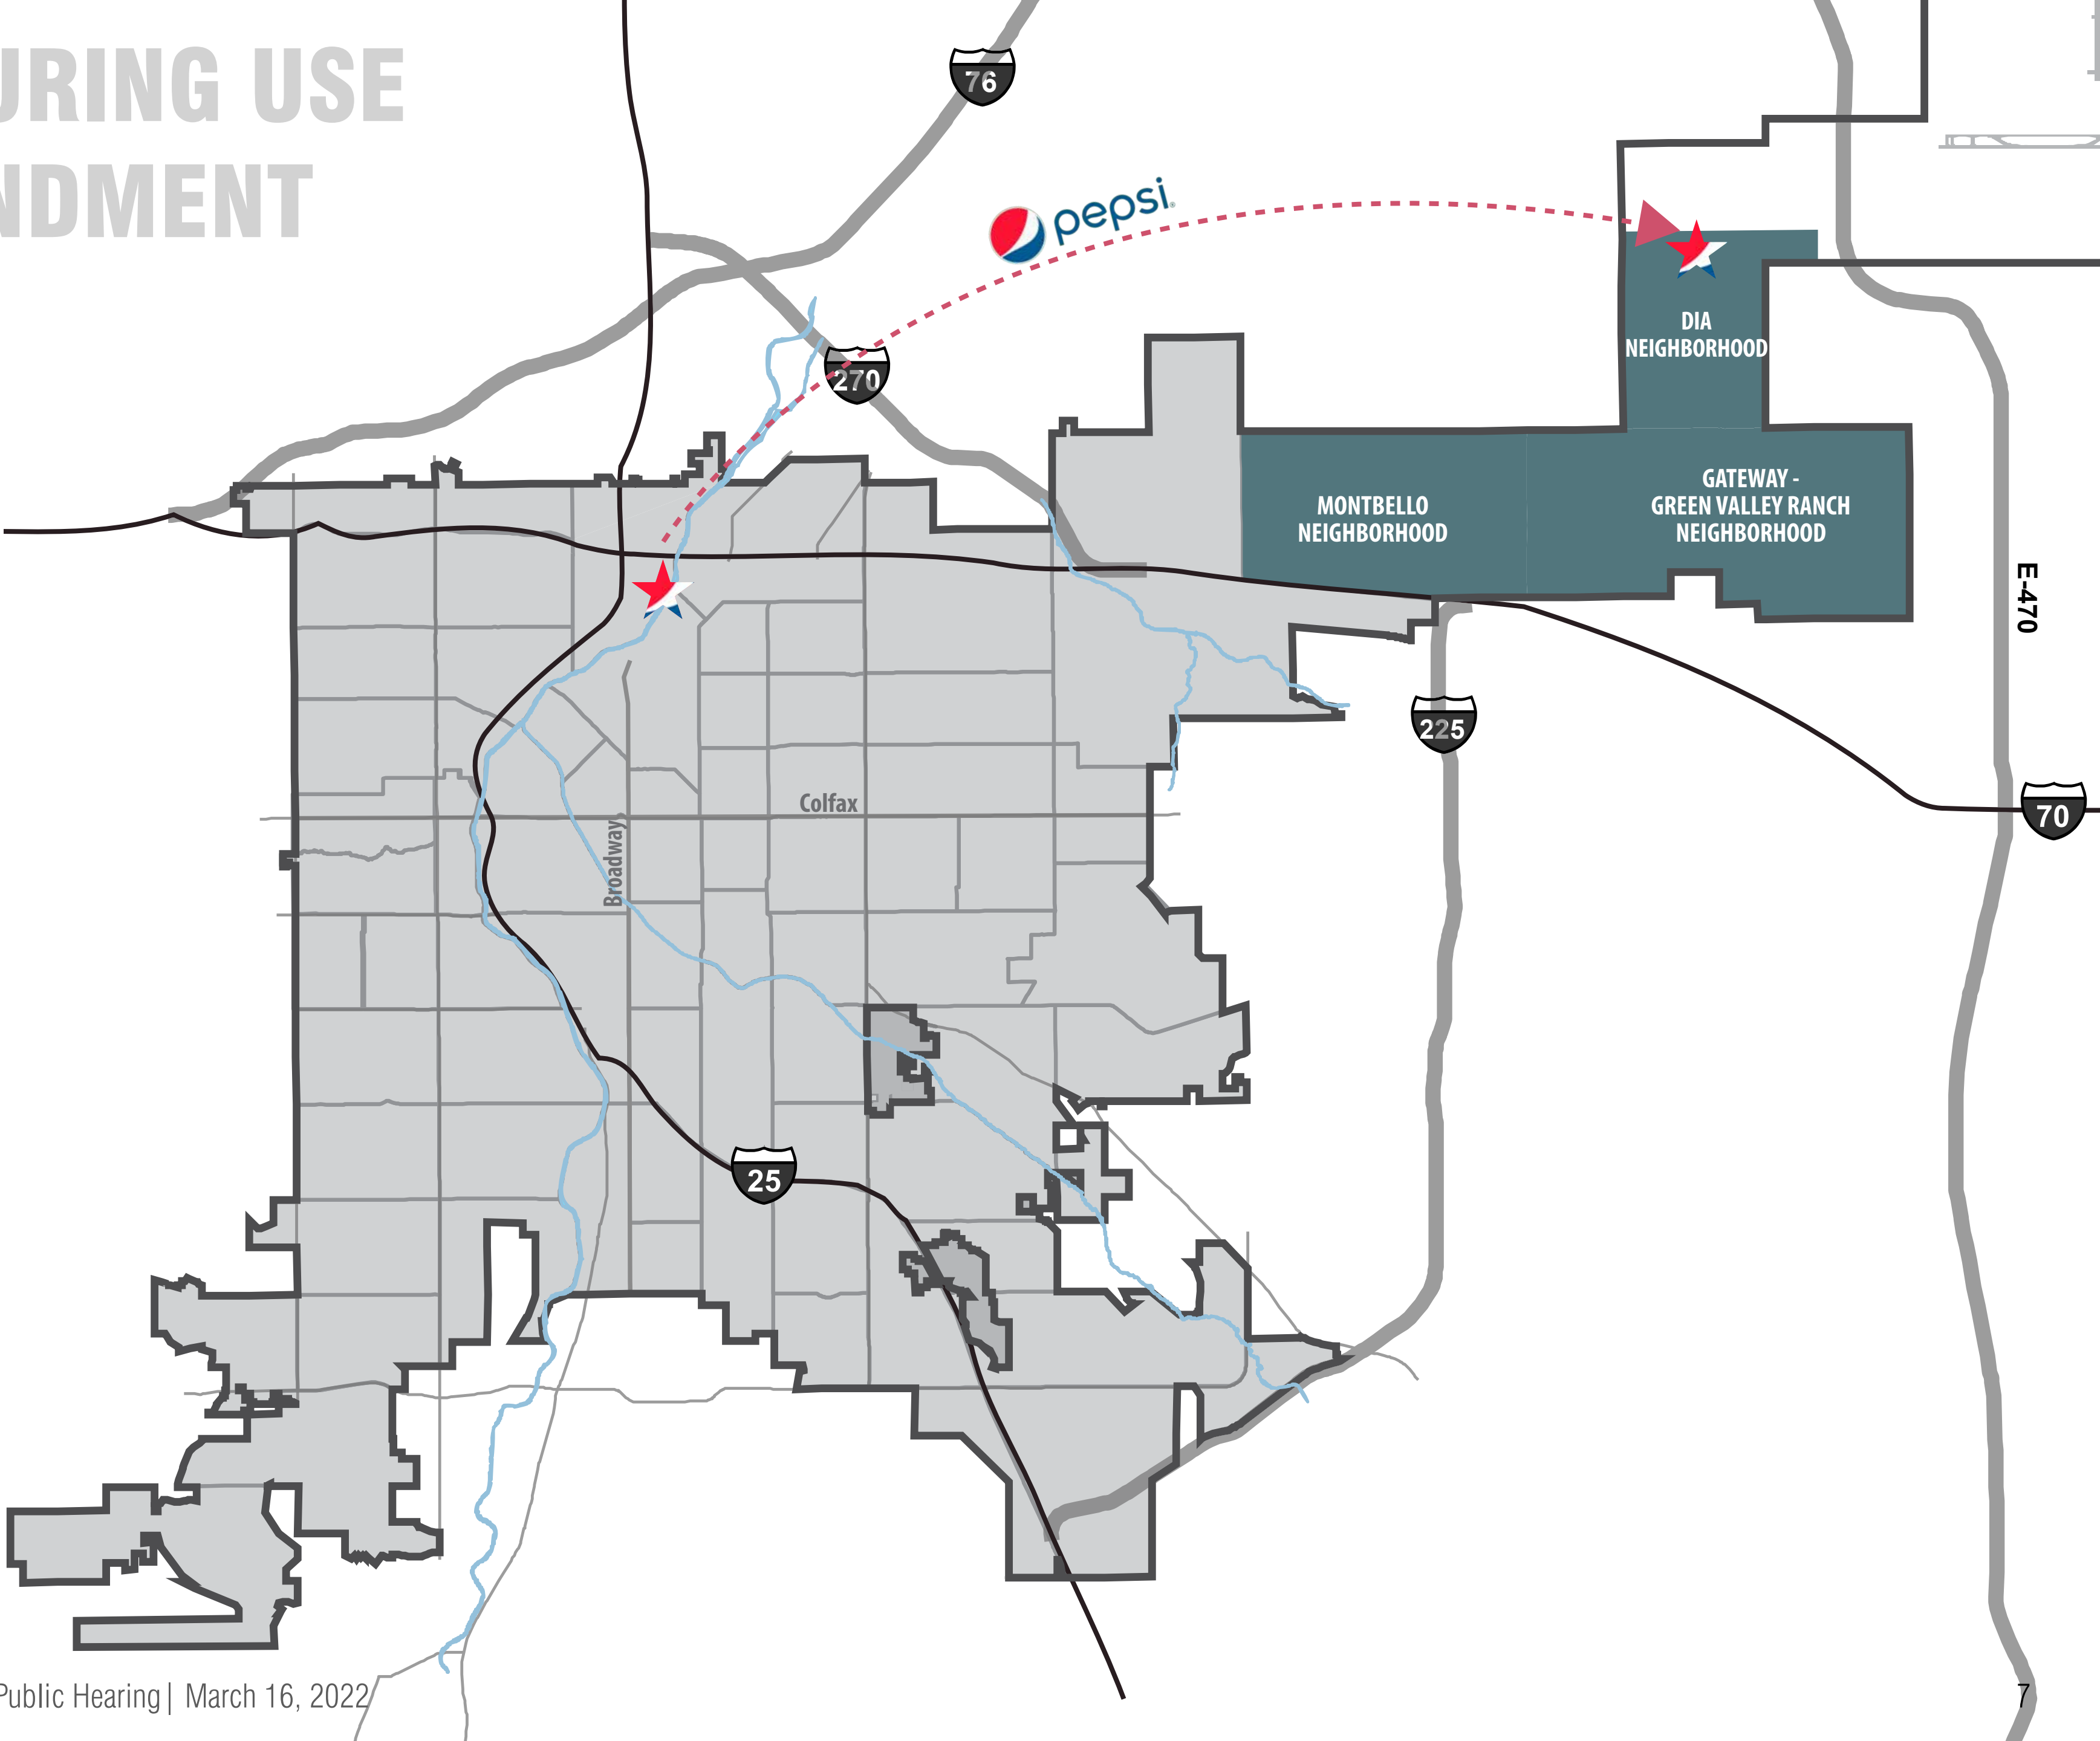 URING USE
NDMENT
76
pepsi
270
DIA
NEIGHBORHOOD
MONTBELLO
NEIGHBORHOOD
GATEWAY -
GREEN VALLEY RANCH
NEIGHBORHOOD
E-470
225
70
Colfax
Broadway
25
Public Hearing| March 16, 2022
7